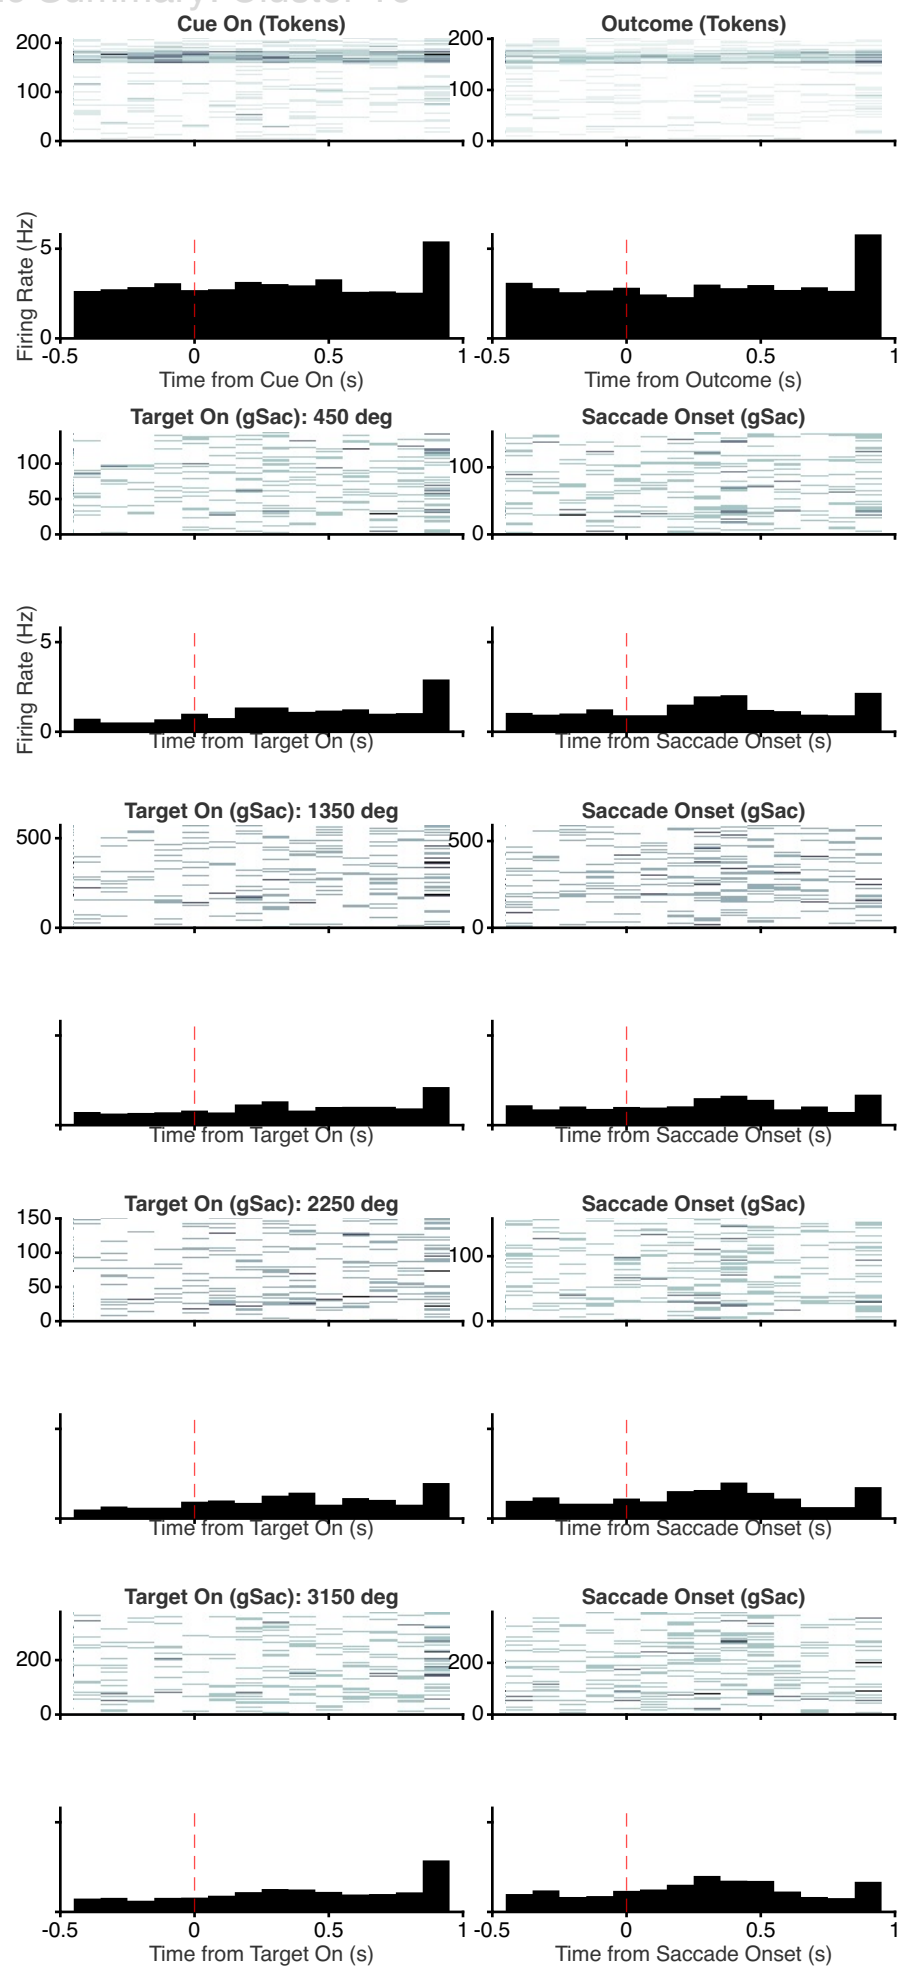 Summary: Cluster
Cue On (Tokens) Outcome (Tokens)
200 200
100 100
0 0
Firing Rate (Hz)
5
0
-0.5 0 0.5 1 -0.5 0 0.5 1
Time from Cue On (s) Time from Outcome (s)
Target On (gSac): 450 deg Saccade Onset (gSac)
100 100
50
0 0
Firing Rate (Hz)
5
0
Time from Target On (s) Time from Saccade Onset (s)
Target On (gSac): 1350 deg Saccade Onset (gSac)
500 500
0 0
Time from Target On (s) Time from Saccade Onset (s)
Target On (gSac): 2250 deg Saccade Onset (gSac)
150
100 100
50
0 0
Time from Target On (s) Time from Saccade Onset (s)
Target On (gSac): 3150 deg Saccade Onset (gSac)
200 200
0 0
-0.5 0 0.5 1 -0.5 0 0.5 1
Time from Target On (s) Time from Saccade Onset (s)